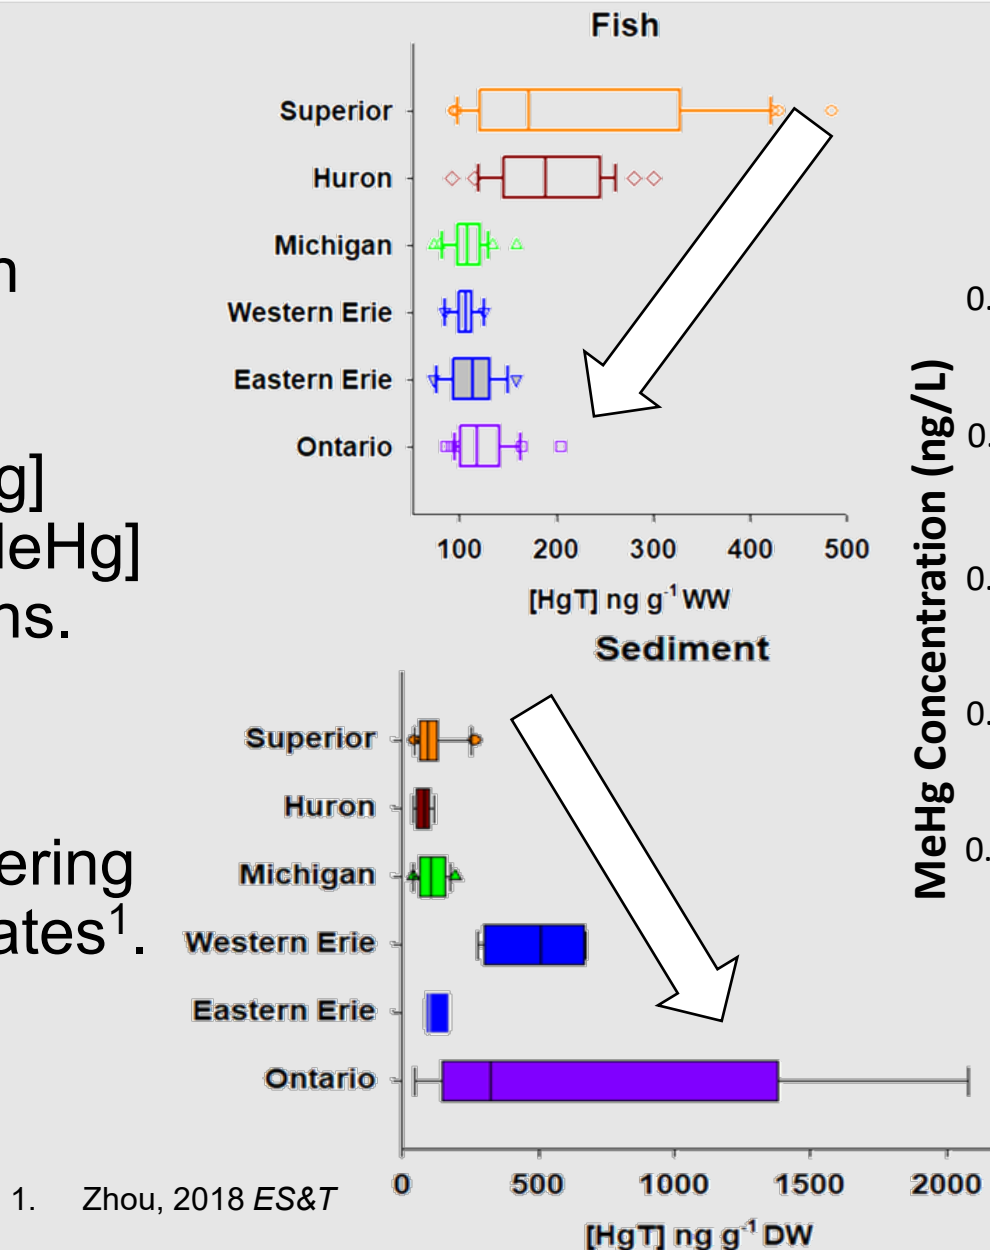 Fish
Superior
Huron
Michigan
Western Erie
Eastern Erie
Ontario
100 200 300 400 500
[HgT] ng g⁻¹ WW
n
g]
leHg]
ns.
ering
ates¹.
Sediment
Superior
Huron
Michigan
Western Erie
Eastern Erie
Ontario
0 500 1000 1500 2000
[HgT] ng g⁻¹ DW
MeHg Concentration (ng/L)
0.
0.
0.
0.
0.
1. Zhou, 2018 ES&T